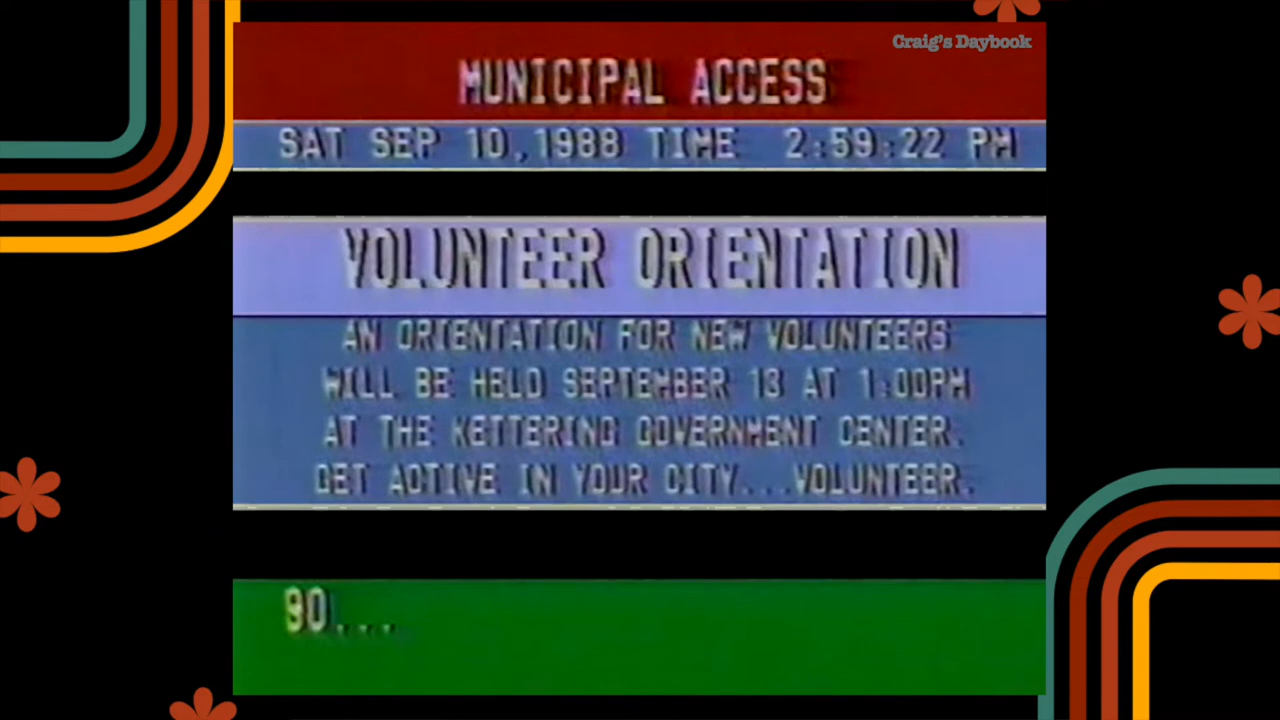 Craig's Daybook
MUNICIPAL ACCESS
SAT SEP 10,1988 TIME 2:59:22 PM
VOLUNTEER ORIENTATION
AN ORIENTATION FOR NEW VOLUNTEERS
WILL BE HELD SEPTEMBER 13 AT 1:00PM
AT THE KETTERING GOVERNMENT CENTER.
GET ACTIVE IN YOUR CITY...VOLUNTEER.
90...